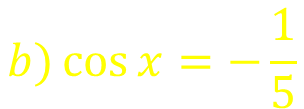 b) cos x = −1/5